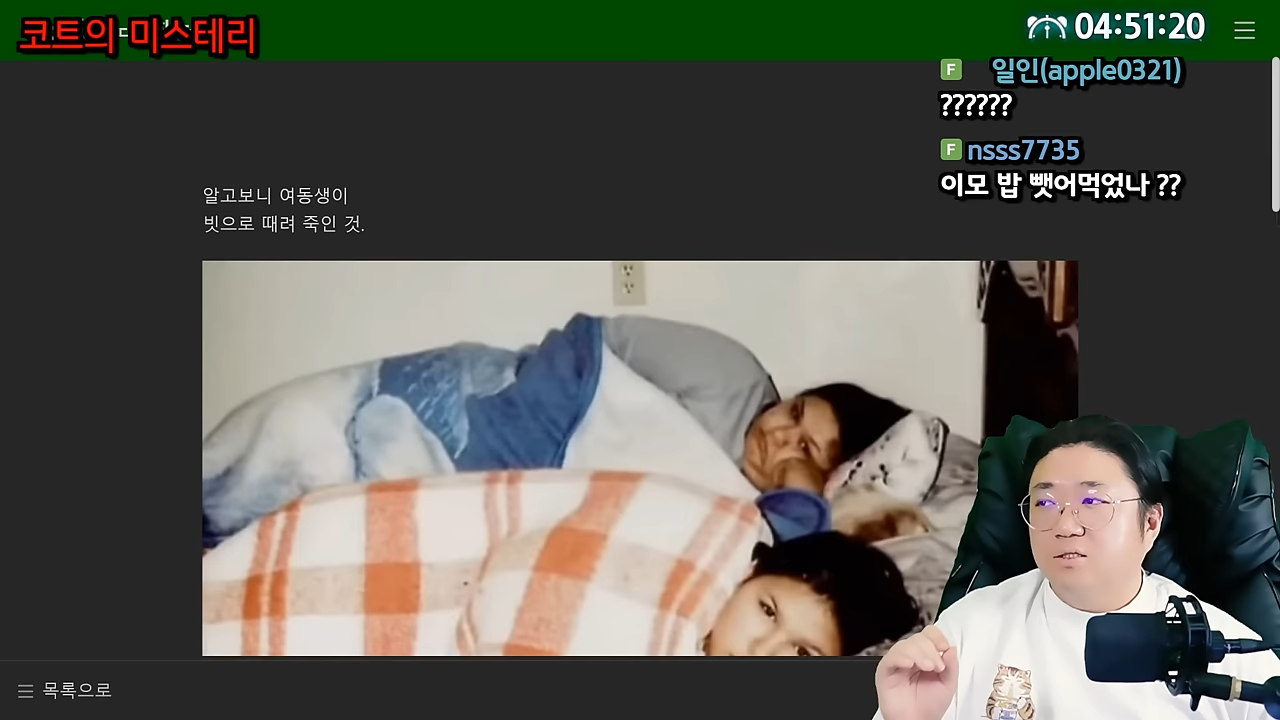 코트의 미스테리
04:51:20
F 일인(apple0321)
??????
F nsss7735
이모 밥 뺏어먹었나 ??
알고보니 여동생이
빗으로 때려 죽인 것.
목록으로